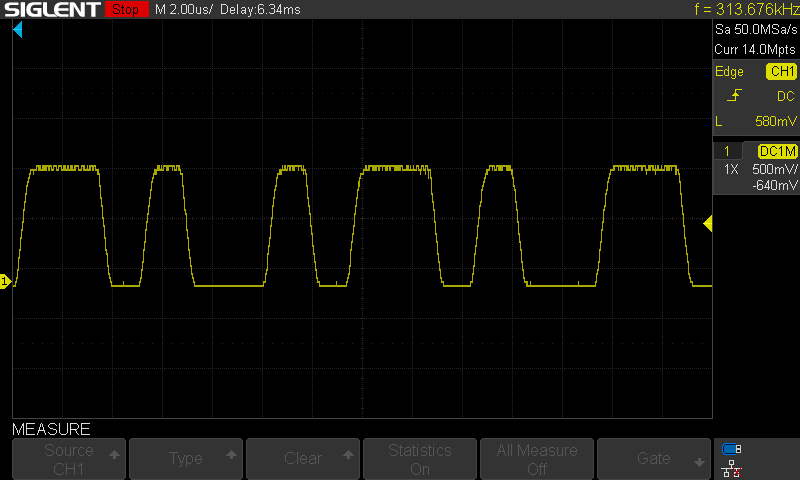 SIGLENT Stop M 2.00us/ Delay:6.34ms f = 313.676kHz
Sa 50.0MSa/s
Curr 14.0Mpts
Edge CH1
DC
L 580mV
1 DC1M
1X 500mV/
-640mV
1
MEASURE
Source CH1
Type
Clear
Statistics On
All Measure Off
Gate